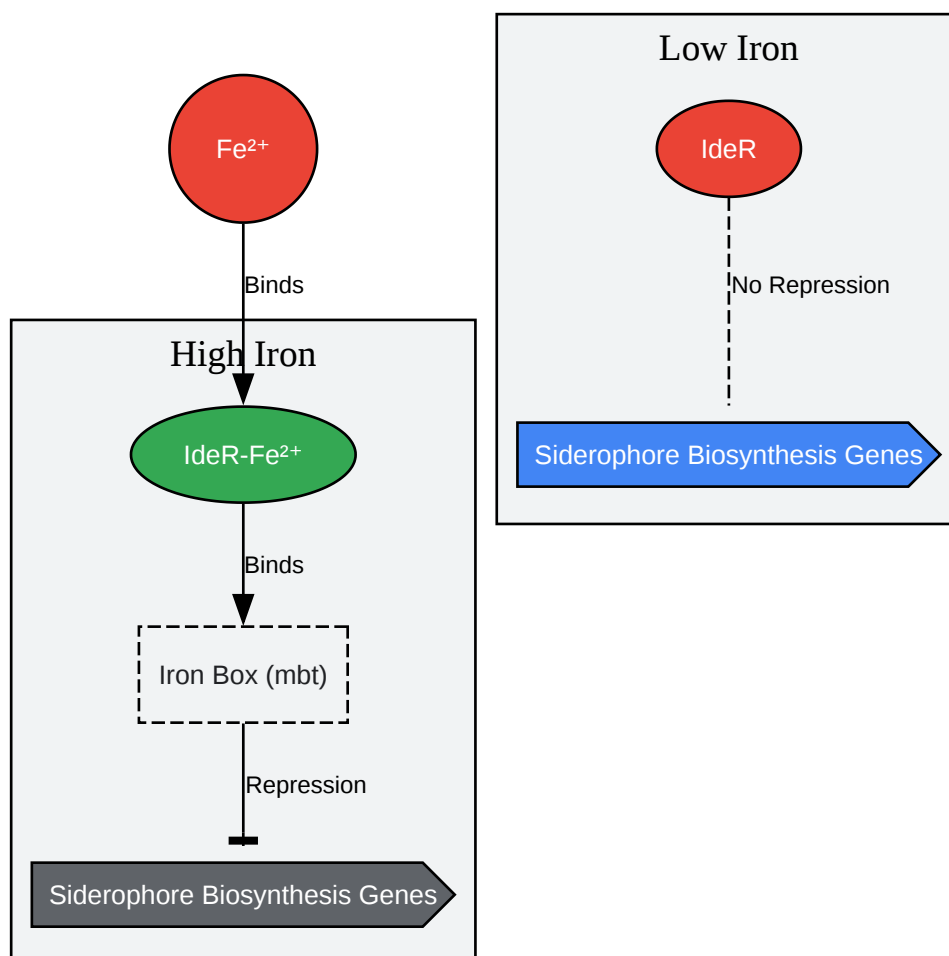 Fe²⁺
Binds
High Iron
IdeR-Fe²⁺
Binds
Iron Box (mbt)
Repression
Siderophore Biosynthesis Genes
Low Iron
IdeR
No Repression
Siderophore Biosynthesis Genes